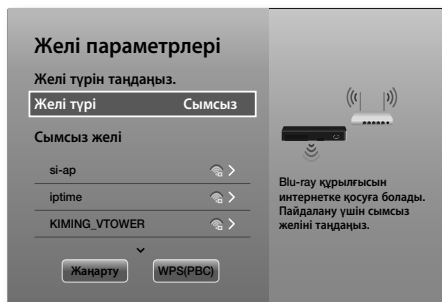 Желі параметрлері
Желі түрін таңдаңыз.
Желі түрі Сымсыз
Сымсыз желі
si-ap
iptime
KIMING_VTOWER
Жаңарту WPS(PBC)
Blu-ray құрылғысын
интернетке қосуға болады.
Пайдалану үшін сымсыз
желіні таңдаңыз.